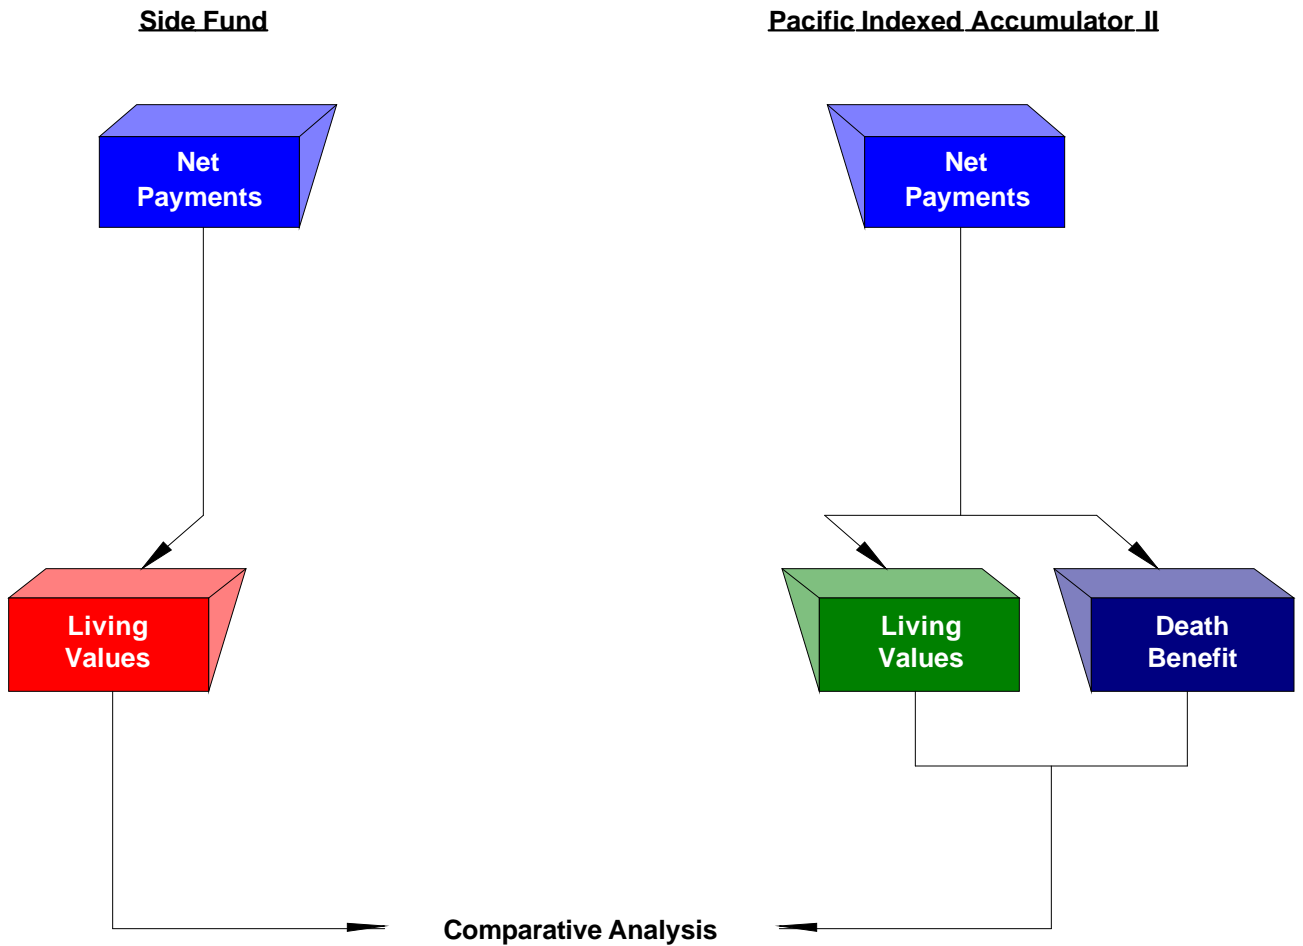 Side Fund
Pacific Indexed Accumulator II
Net
Payments
Net
Payments
Living
Values
Living
Values
Death
Benefit
Comparative Analysis